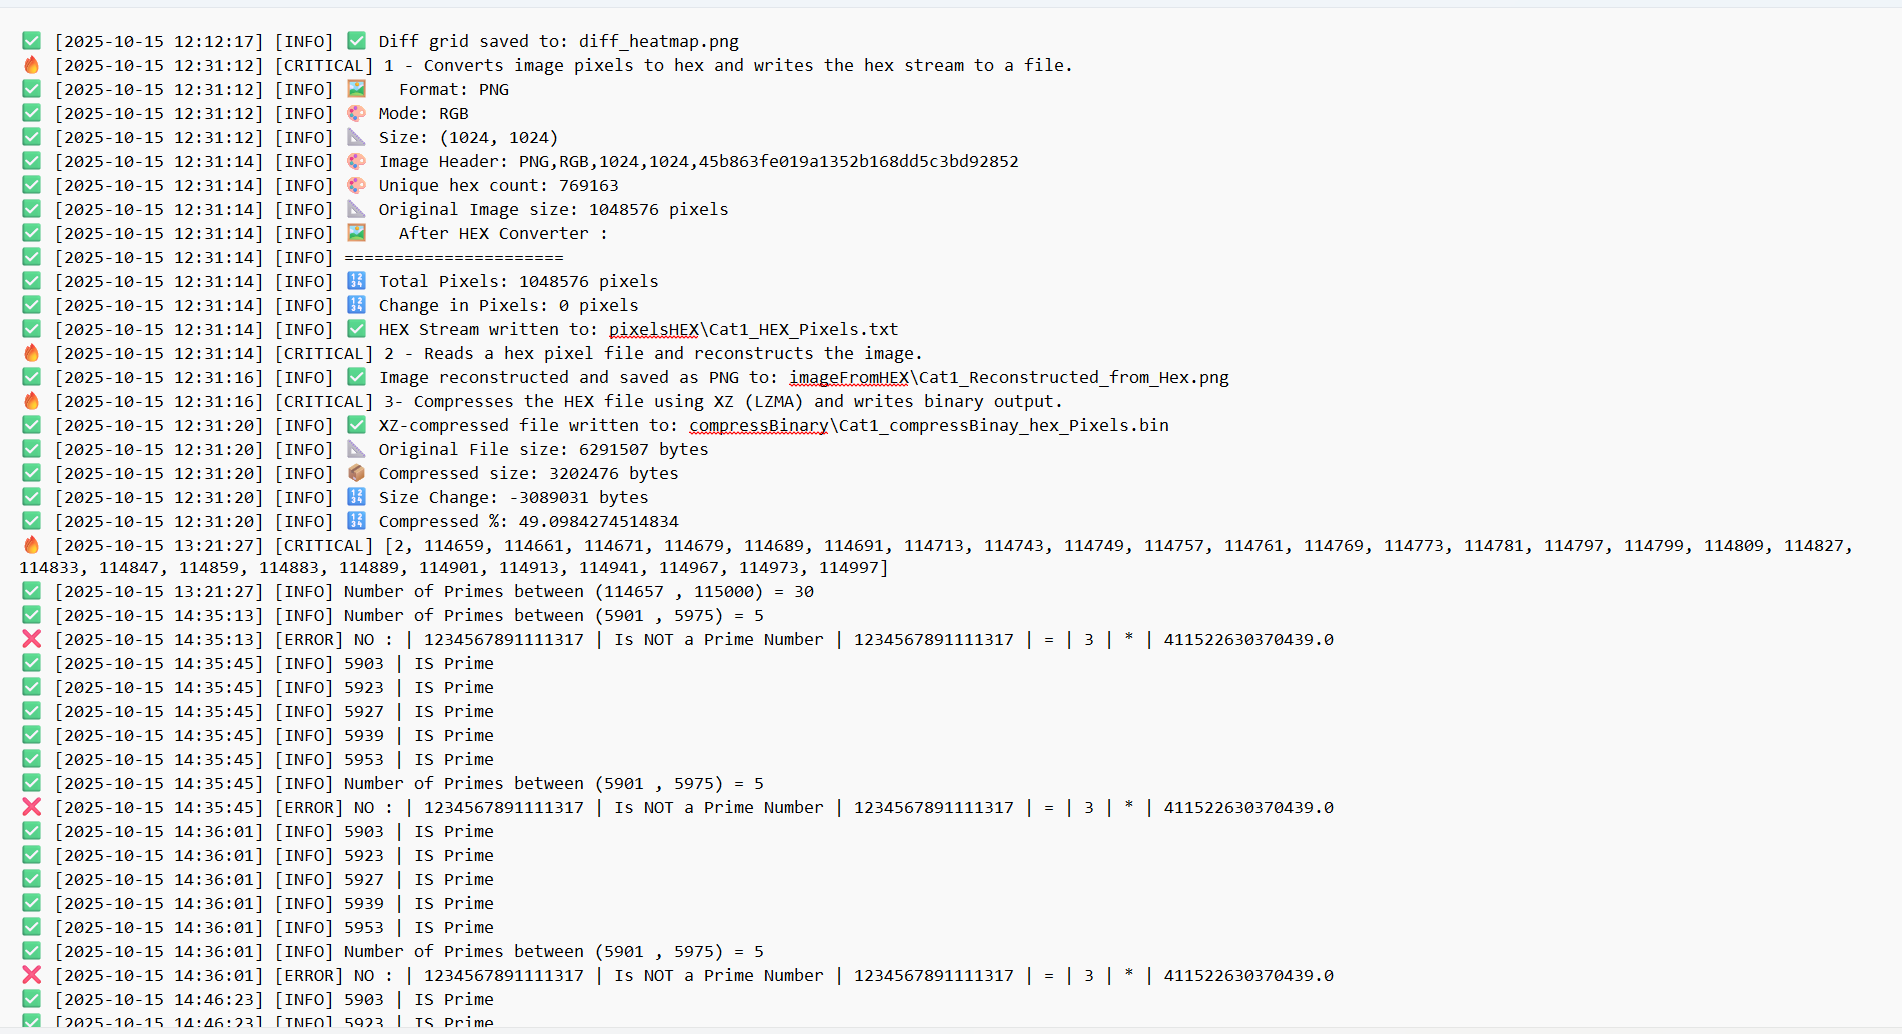 ✅ [2025-10-15 12:12:17] [INFO] ✅ Diff grid saved to: diff_heatmap.png
🔥 [2025-10-15 12:31:12] [CRITICAL] 1 - Converts image pixels to hex and writes the hex stream to a file.
✅ [2025-10-15 12:31:12] [INFO] 🖼️ Format: PNG
✅ [2025-10-15 12:31:12] [INFO] 🎨 Mode: RGB
✅ [2025-10-15 12:31:12] [INFO] 📐 Size: (1024, 1024)
✅ [2025-10-15 12:31:14] [INFO] 🎨 Image Header: PNG,RGB,1024,1024,45b863fe019a1352b168dd5c3bd92852
✅ [2025-10-15 12:31:14] [INFO] 🎨 Unique hex count: 769163
✅ [2025-10-15 12:31:14] [INFO] 📐 Original Image size: 1048576 pixels
✅ [2025-10-15 12:31:14] [INFO] 🖼️ After HEX Converter :
✅ [2025-10-15 12:31:14] [INFO] ======================
✅ [2025-10-15 12:31:14] [INFO] 🔢 Total Pixels: 1048576 pixels
✅ [2025-10-15 12:31:14] [INFO] 🔢 Change in Pixels: 0 pixels
✅ [2025-10-15 12:31:14] [INFO] ✅ HEX Stream written to: pixelsHEX\Cat1_HEX_Pixels.txt
🔥 [2025-10-15 12:31:14] [CRITICAL] 2 - Reads a hex pixel file and reconstructs the image.
✅ [2025-10-15 12:31:16] [INFO] ✅ Image reconstructed and saved as PNG to: imageFromHEX\Cat1_Reconstructed_from_Hex.png
🔥 [2025-10-15 12:31:16] [CRITICAL] 3- Compresses the HEX file using XZ (LZMA) and writes binary output.
✅ [2025-10-15 12:31:20] [INFO] ✅ XZ-compressed file written to: compressBinary\Cat1_compressBinay_hex_Pixels.bin
✅ [2025-10-15 12:31:20] [INFO] 📐 Original File size: 6291507 bytes
✅ [2025-10-15 12:31:20] [INFO] 📦 Compressed size: 3202476 bytes
✅ [2025-10-15 12:31:20] [INFO] 🔢 Size Change: -3089031 bytes
✅ [2025-10-15 12:31:20] [INFO] 🔢 Compressed %: 49.0984274514834
🔥 [2025-10-15 13:21:27] [CRITICAL] [2, 114659, 114661, 114671, 114679, 114689, 114691, 114713, 114743, 114749, 114757, 114761, 114769, 114773, 114781, 114797, 114799, 114809, 114827,
114833, 114847, 114859, 114883, 114889, 114901, 114913, 114941, 114967, 114973, 114997]
✅ [2025-10-15 13:21:27] [INFO] Number of Primes between (114657 , 115000) = 30
✅ [2025-10-15 14:35:13] [INFO] Number of Primes between (5901 , 5975) = 5
❌ [2025-10-15 14:35:13] [ERROR] NO : | 1234567891111317 | Is NOT a Prime Number | 1234567891111317 | = | 3 | * | 411522630370439.0
✅ [2025-10-15 14:35:45] [INFO] 5903 | IS Prime
✅ [2025-10-15 14:35:45] [INFO] 5923 | IS Prime
✅ [2025-10-15 14:35:45] [INFO] 5927 | IS Prime
✅ [2025-10-15 14:35:45] [INFO] 5939 | IS Prime
✅ [2025-10-15 14:35:45] [INFO] 5953 | IS Prime
✅ [2025-10-15 14:35:45] [INFO] Number of Primes between (5901 , 5975) = 5
❌ [2025-10-15 14:35:45] [ERROR] NO : | 1234567891111317 | Is NOT a Prime Number | 1234567891111317 | = | 3 | * | 411522630370439.0
✅ [2025-10-15 14:36:01] [INFO] 5903 | IS Prime
✅ [2025-10-15 14:36:01] [INFO] 5923 | IS Prime
✅ [2025-10-15 14:36:01] [INFO] 5927 | IS Prime
✅ [2025-10-15 14:36:01] [INFO] 5939 | IS Prime
✅ [2025-10-15 14:36:01] [INFO] 5953 | IS Prime
✅ [2025-10-15 14:36:01] [INFO] Number of Primes between (5901 , 5975) = 5
❌ [2025-10-15 14:36:01] [ERROR] NO : | 1234567891111317 | Is NOT a Prime Number | 1234567891111317 | = | 3 | * | 411522630370439.0
✅ [2025-10-15 14:46:23] [INFO] 5903 | IS Prime
✅ [2025-10-15 14:46:23] [INFO] 5923 | IS Prime